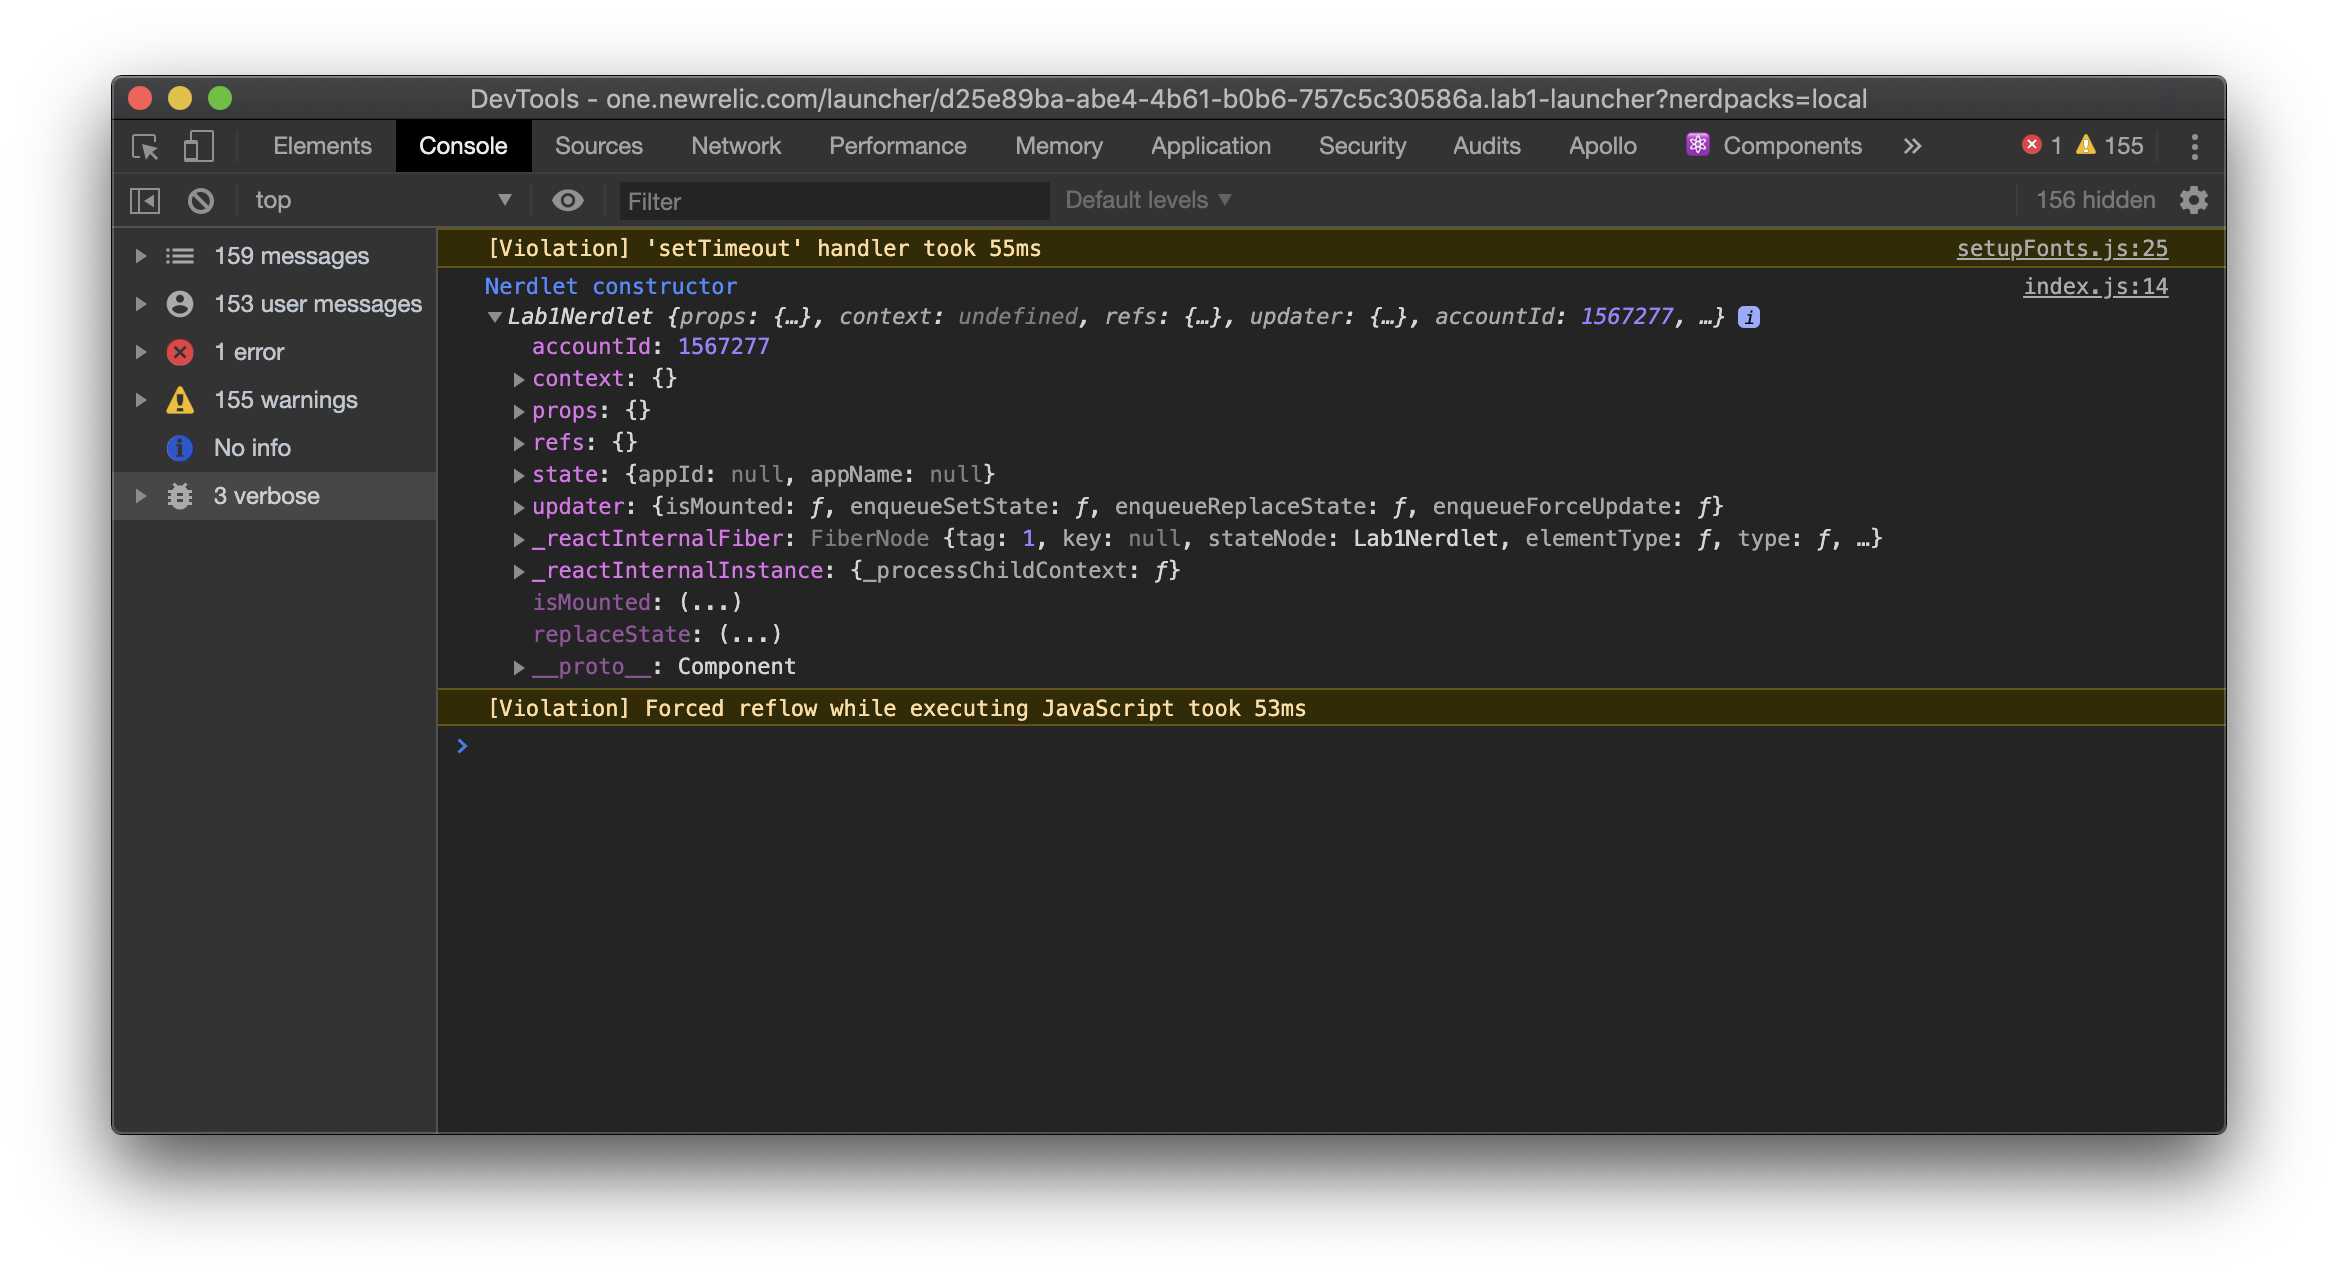 DevTools - one.newrelic.com/launcher/d25e89ba-abe4-4b61-b0b6-757c5c30586a.lab1-launcher?nerdpacks=local
Elements Console Sources Network Performance Memory Application Security Audits Apollo Components » 1 155
top Filter Default levels 156 hidden
159 messages
153 user messages
1 error
155 warnings
No info
3 verbose
[Violation] 'setTimeout' handler took 55ms setupFonts.js:25
Nerdlet constructor index.js:14
Lab1Nerdlet {props: {…}, context: undefined, refs: {…}, updater: {…}, accountId: 1567277, …} i
accountId: 1567277
context: {}
props: {}
refs: {}
state: {appId: null, appName: null}
updater: {isMounted: ƒ, enqueueSetState: ƒ, enqueueReplaceState: ƒ, enqueueForceUpdate: ƒ}
_reactInternalFiber: FiberNode {tag: 1, key: null, stateNode: Lab1Nerdlet, elementType: ƒ, type: ƒ, …}
_reactInternalInstance: {_processChildContext: ƒ}
isMounted: (...)
replaceState: (...)
__proto__: Component
[Violation] Forced reflow while executing JavaScript took 53ms
>